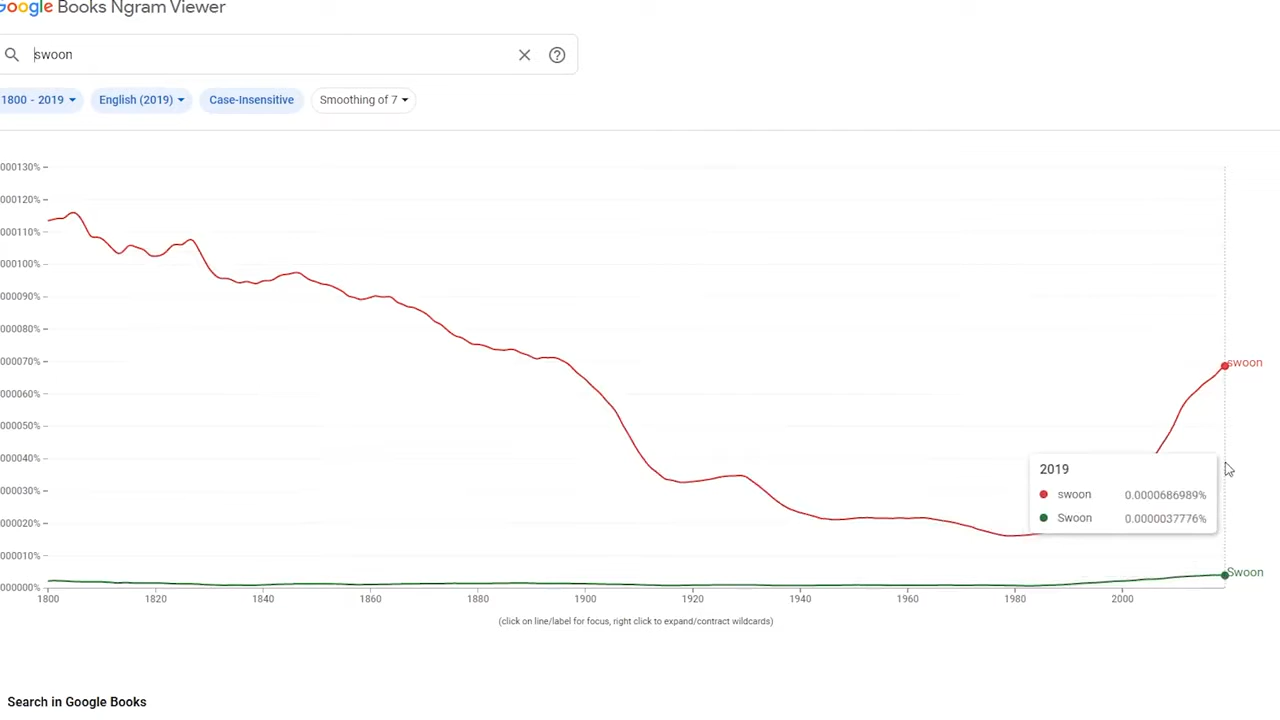 Google Books Ngram Viewer
swoon
1800 - 2019 English (2019) Case-Insensitive Smoothing of 7
000130%
000120%
000110%
000100%
000090%
000080%
000070%
swoon
000060%
000050%
000040%
2019
000030%
swoon 0.0000686989%
Swoon 0.0000037776%
000020%
000010%
Swoon
000000%
1800 1820 1840 1860 1880 1900 1920 1940 1960 1980 2000
(click on line/label for focus, right click to expand/contract wildcards)
Search in Google Books